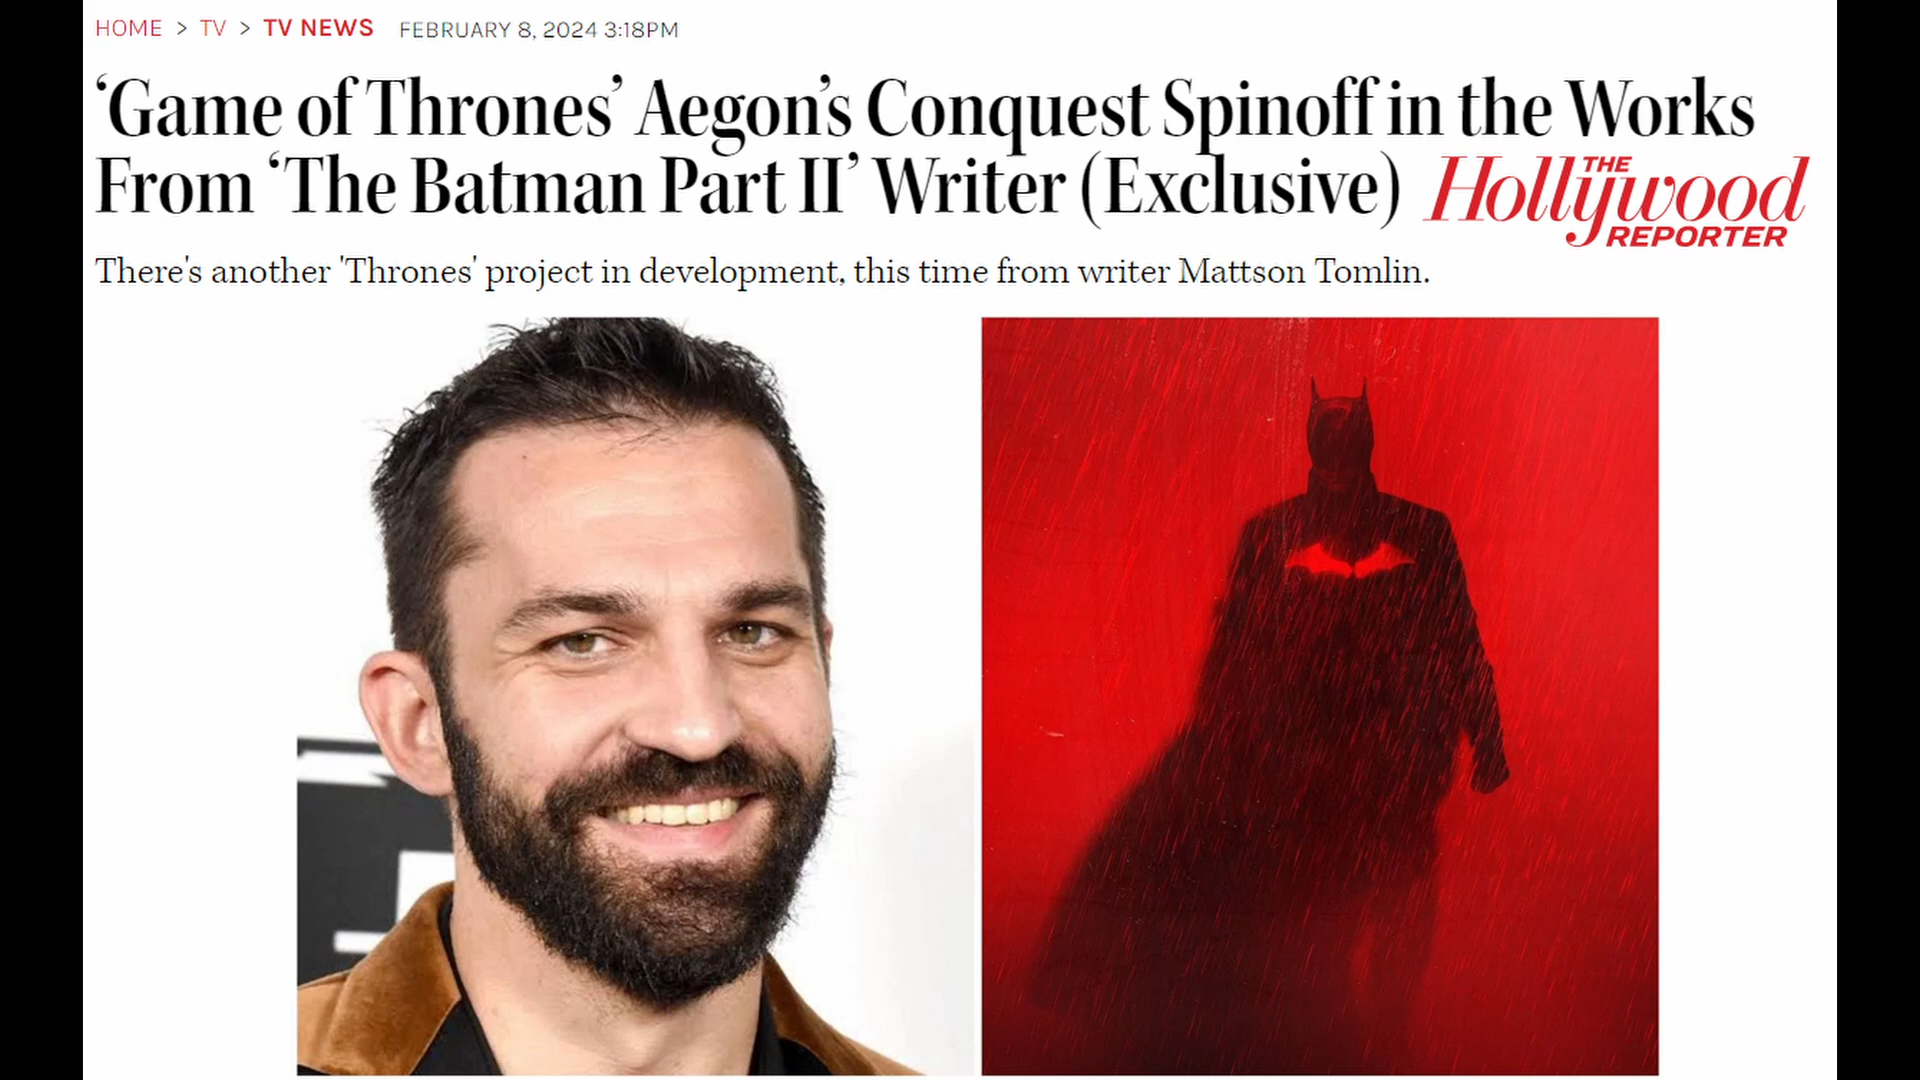 HOME > TV > TV NEWS FEBRUARY 8, 2024 3:18PM
‘Game of Thrones’ Aegon’s Conquest Spinoff in the Works
From ‘The Batman Part II’ Writer (Exclusive)
THE
Hollywood
REPORTER
There's another 'Thrones' project in development, this time from writer Mattson Tomlin.